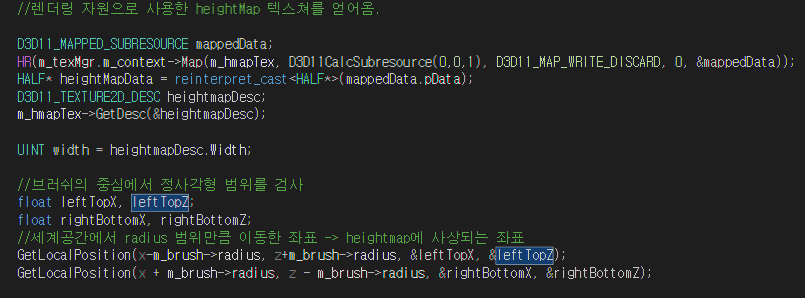 //렌더링 자원으로 사용한 heightMap 텍스쳐를 얻어옴.
D3D11_MAPPED_SUBRESOURCE mappedData;
HR(m_texMgr.m_context->Map(m_hmapTex, D3D11CalcSubresource(0,0,1), D3D11_MAP_WRITE_DISCARD, 0, &mappedData));
HALF* heightMapData = reinterpret_cast<HALF*>(mappedData.pData);
D3D11_TEXTURE2D_DESC heightmapDesc;
m_hmapTex->GetDesc(&heightmapDesc);
UINT width = heightmapDesc.Width;
//브러쉬의 중심에서 정사각형 범위를 검사
float leftTopX, leftTopZ;
float rightBottomX, rightBottomZ;
//세계공간에서 radius 범위만큼 이동한 좌표 -> heightmap에 사상되는 좌표
GetLocalPosition(x-m_brush->radius, z+m_brush->radius, &leftTopX, &leftTopZ);
GetLocalPosition(x + m_brush->radius, z - m_brush->radius, &rightBottomX, &rightBottomZ);